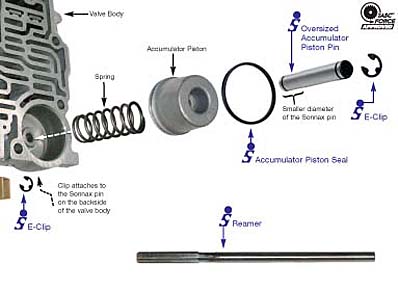 Valve Body
Accumulator Piston
Spring
Oversized
Accumulator
Piston Pin
Smaller diameter
of the Sonnax pin
E-Clip
Accumulator Piston Seal
Clip attaches
to the Sonnax pin
on the backside
of the valve body
E-Clip
Reamer
FORCE